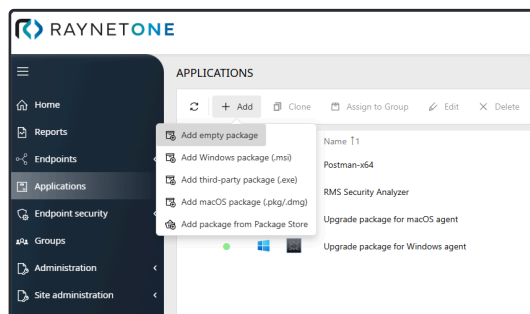 RAYNETONE
APPLICATIONS
Home
Reports
Endpoints
Applications
Endpoint security
Groups
Administration
Site administration
+ Add
Clone
Assign to Group
Edit
Delete
Add empty package
Add Windows package (.msi)
Add third-party package (.exe)
Add macOS package (.pkg/.dmg)
Add package from Package Store
Name ↑1
Postman-x64
RMS Security Analyzer
Upgrade package for macOS agent
Upgrade package for Windows agent